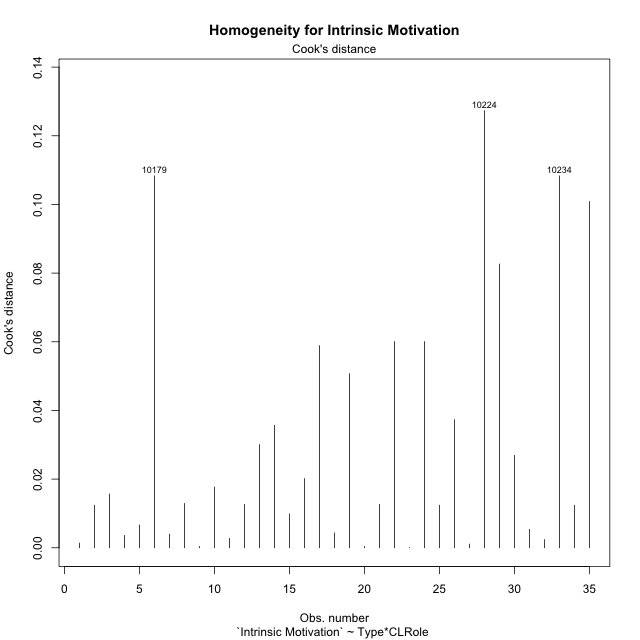 Homogeneity for Intrinsic Motivation
Cook's distance
0.14
0.12
0.10
0.08
0.06
0.04
0.02
0.00
Cook's distance
10179
10224
10234
0 5 10 15 20 25 30 35
Obs. number
`Intrinsic Motivation` ~ Type*CLRole